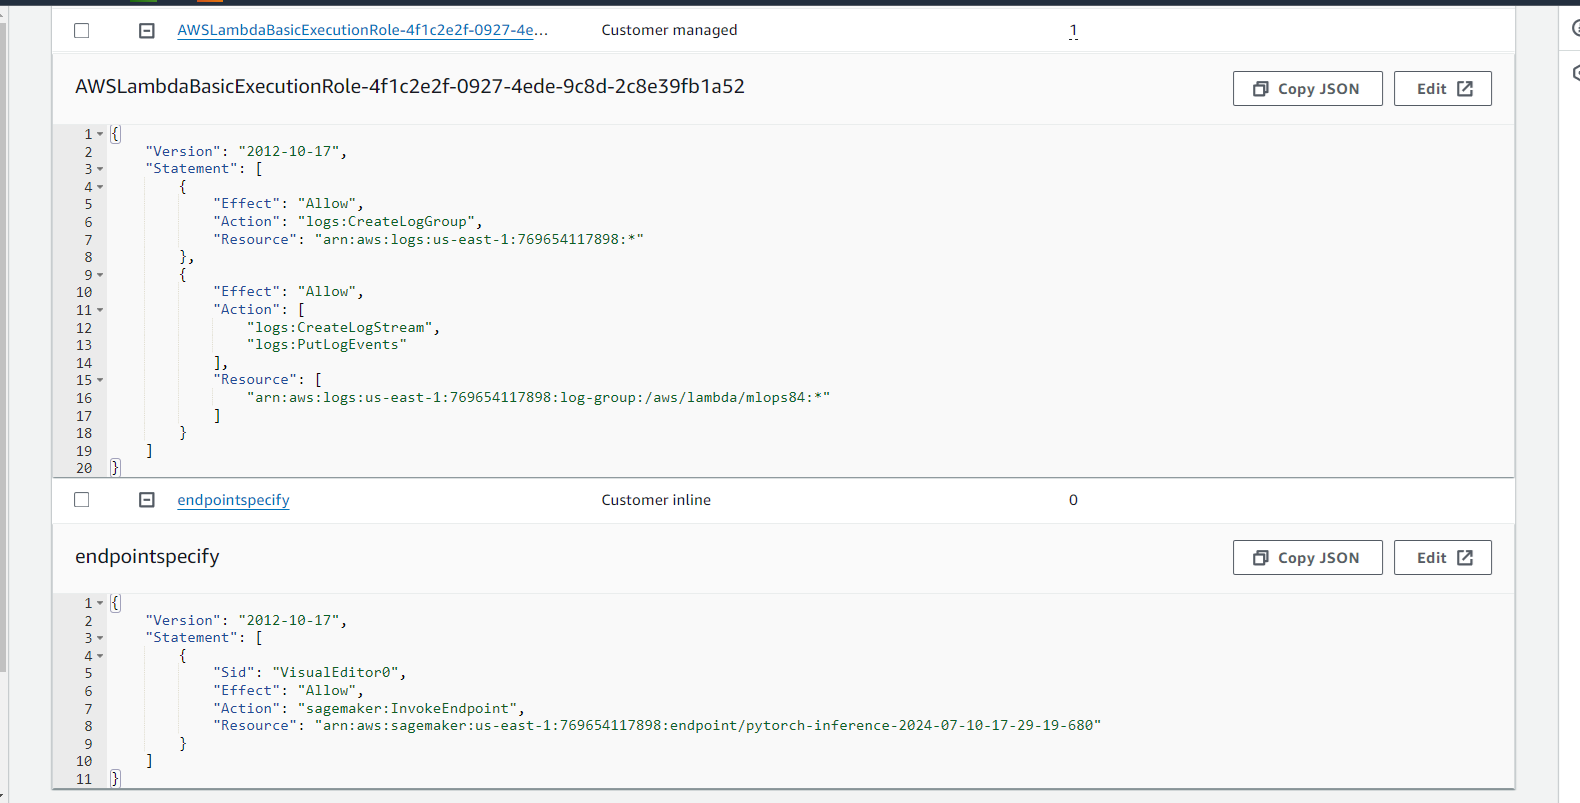 AWSLambdaBasicExecutionRole-4f1c2e2f-0927-4e... Customer managed 1
AWSLambdaBasicExecutionRole-4f1c2e2f-0927-4ede-9c8d-2c8e39fb1a52 Copy JSON Edit
1 {
2 "Version": "2012-10-17",
3 "Statement": [
4 {
5 "Effect": "Allow",
6 "Action": "logs:CreateLogGroup",
7 "Resource": "arn:aws:logs:us-east-1:769654117898:*"
8 },
9 {
10 "Effect": "Allow",
11 "Action": [
12 "logs:CreateLogStream",
13 "logs:PutLogEvents"
14 ],
15 "Resource": [
16 "arn:aws:logs:us-east-1:769654117898:log-group:/aws/lambda/mlops84:*"
17 ]
18 }
19 ]
20 }
endpointspecify Customer inline 0
endpointspecify Copy JSON Edit
1 {
2 "Version": "2012-10-17",
3 "Statement": [
4 {
5 "Sid": "VisualEditor0",
6 "Effect": "Allow",
7 "Action": "sagemaker:InvokeEndpoint",
8 "Resource": "arn:aws:sagemaker:us-east-1:769654117898:endpoint/pytorch-inference-2024-07-10-17-29-19-680"
9 }
10 ]
11 }